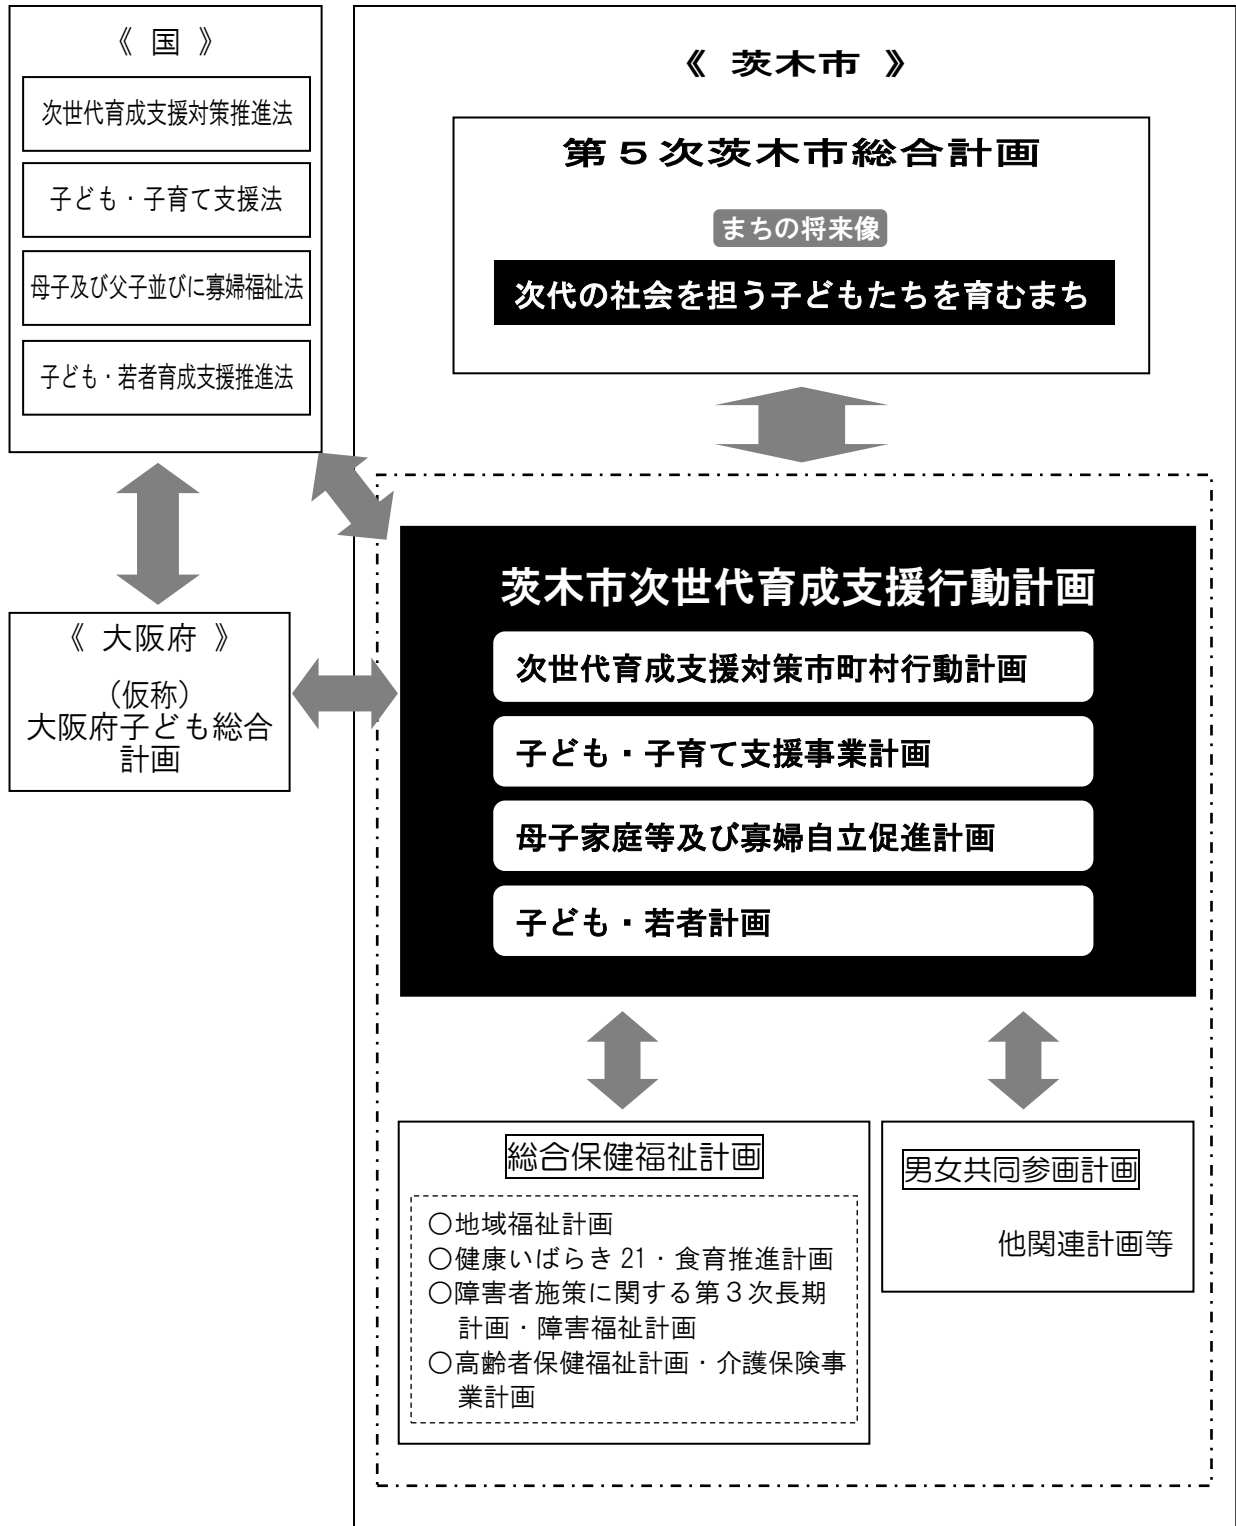 《 国 》
次世代育成支援対策推進法
子ども・子育て支援法
母子及び父子並びに寡婦福祉法
子ども・若者育成支援推進法
《 大阪府 》
（仮称）
大阪府子ども総合
計画
《 茨木市 》
第５次茨木市総合計画
まちの将来像
次代の社会を担う子どもたちを育むまち
茨木市次世代育成支援行動計画
次世代育成支援対策市町村行動計画
子ども・子育て支援事業計画
母子家庭等及び寡婦自立促進計画
子ども・若者計画
総合保健福祉計画
○地域福祉計画
○健康いばらき 21・食育推進計画
○障害者施策に関する第３次長期
計画・障害福祉計画
○高齢者保健福祉計画・介護保険事
業計画
男女共同参画計画
他関連計画等